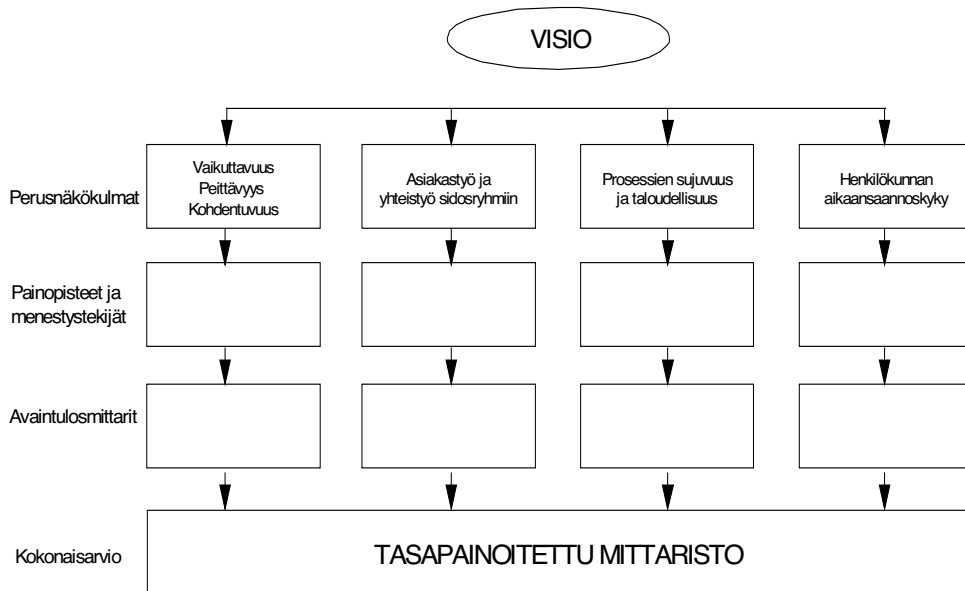 VISIO
Perusnäkökulmat
Vaikuttavuus
Peittävyys
Kohdentuvuus
Asiakastyö ja
yhteistyö sidosryhmiin
Prosessien sujuvuus
ja taloudellisuus
Henkilökunnan
aikaansaannoskyky
Painopisteet ja
menestystekijät
Avaintulosmittarit
Kokonaisarvio
TASAPAINOITETTU MITTARISTO